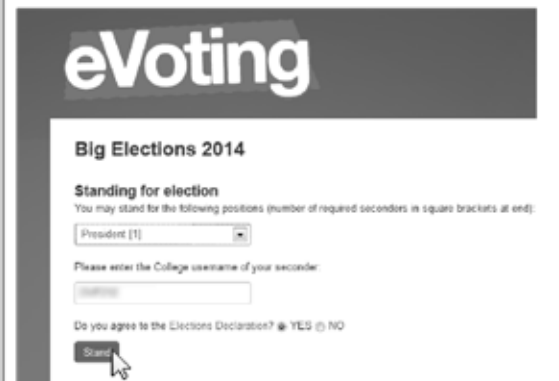 eVoting
Big Elections 2014
Standing for election
You may stand for the following positions (number of required seconders in square brackets at end):
President [1]
Please enter the College username of your seconder:
Do you agree to the Elections Declaration? YES NO
Stand